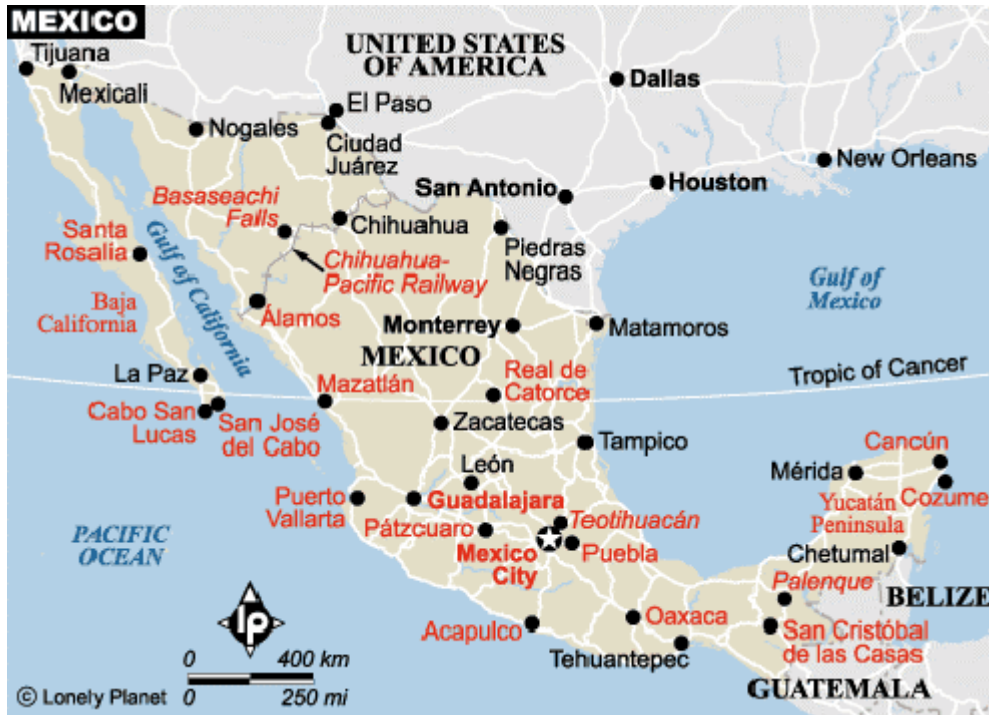 MEXICO
Tijuana
Mexicali
UNITED STATES
OF AMERICA
Dallas
El Paso
Nogales
Ciudad
Juárez
New Orleans
San Antonio
Houston
Basaseachi
Falls
Chihuahua
Santa
Rosalia
Gulf of California
Chihuahua-
Pacific Railway
Piedras
Negras
Gulf of
Mexico
Baja
California
Álamos
Monterrey
Matamoros
MEXICO
La Paz
Mazatlán
Real de
Catorce
Tropic of Cancer
Cabo San
Lucas
San José
del Cabo
Zacatecas
Tampico
Cancún
León
Mérida
Puerto
Vallarta
Guadalajara
Cozume
Yucatán
Peninsula
PACIFIC
OCEAN
Pátzcuaro
Teotihuacán
Mexico
City
Puebla
Chetumal
Palenque
BELIZE
lp
Acapulco
Oaxaca
San Cristóbal
de las Casas
Tehuantepec
0 400 km
0 250 mi
© Lonely Planet
GUATEMALA